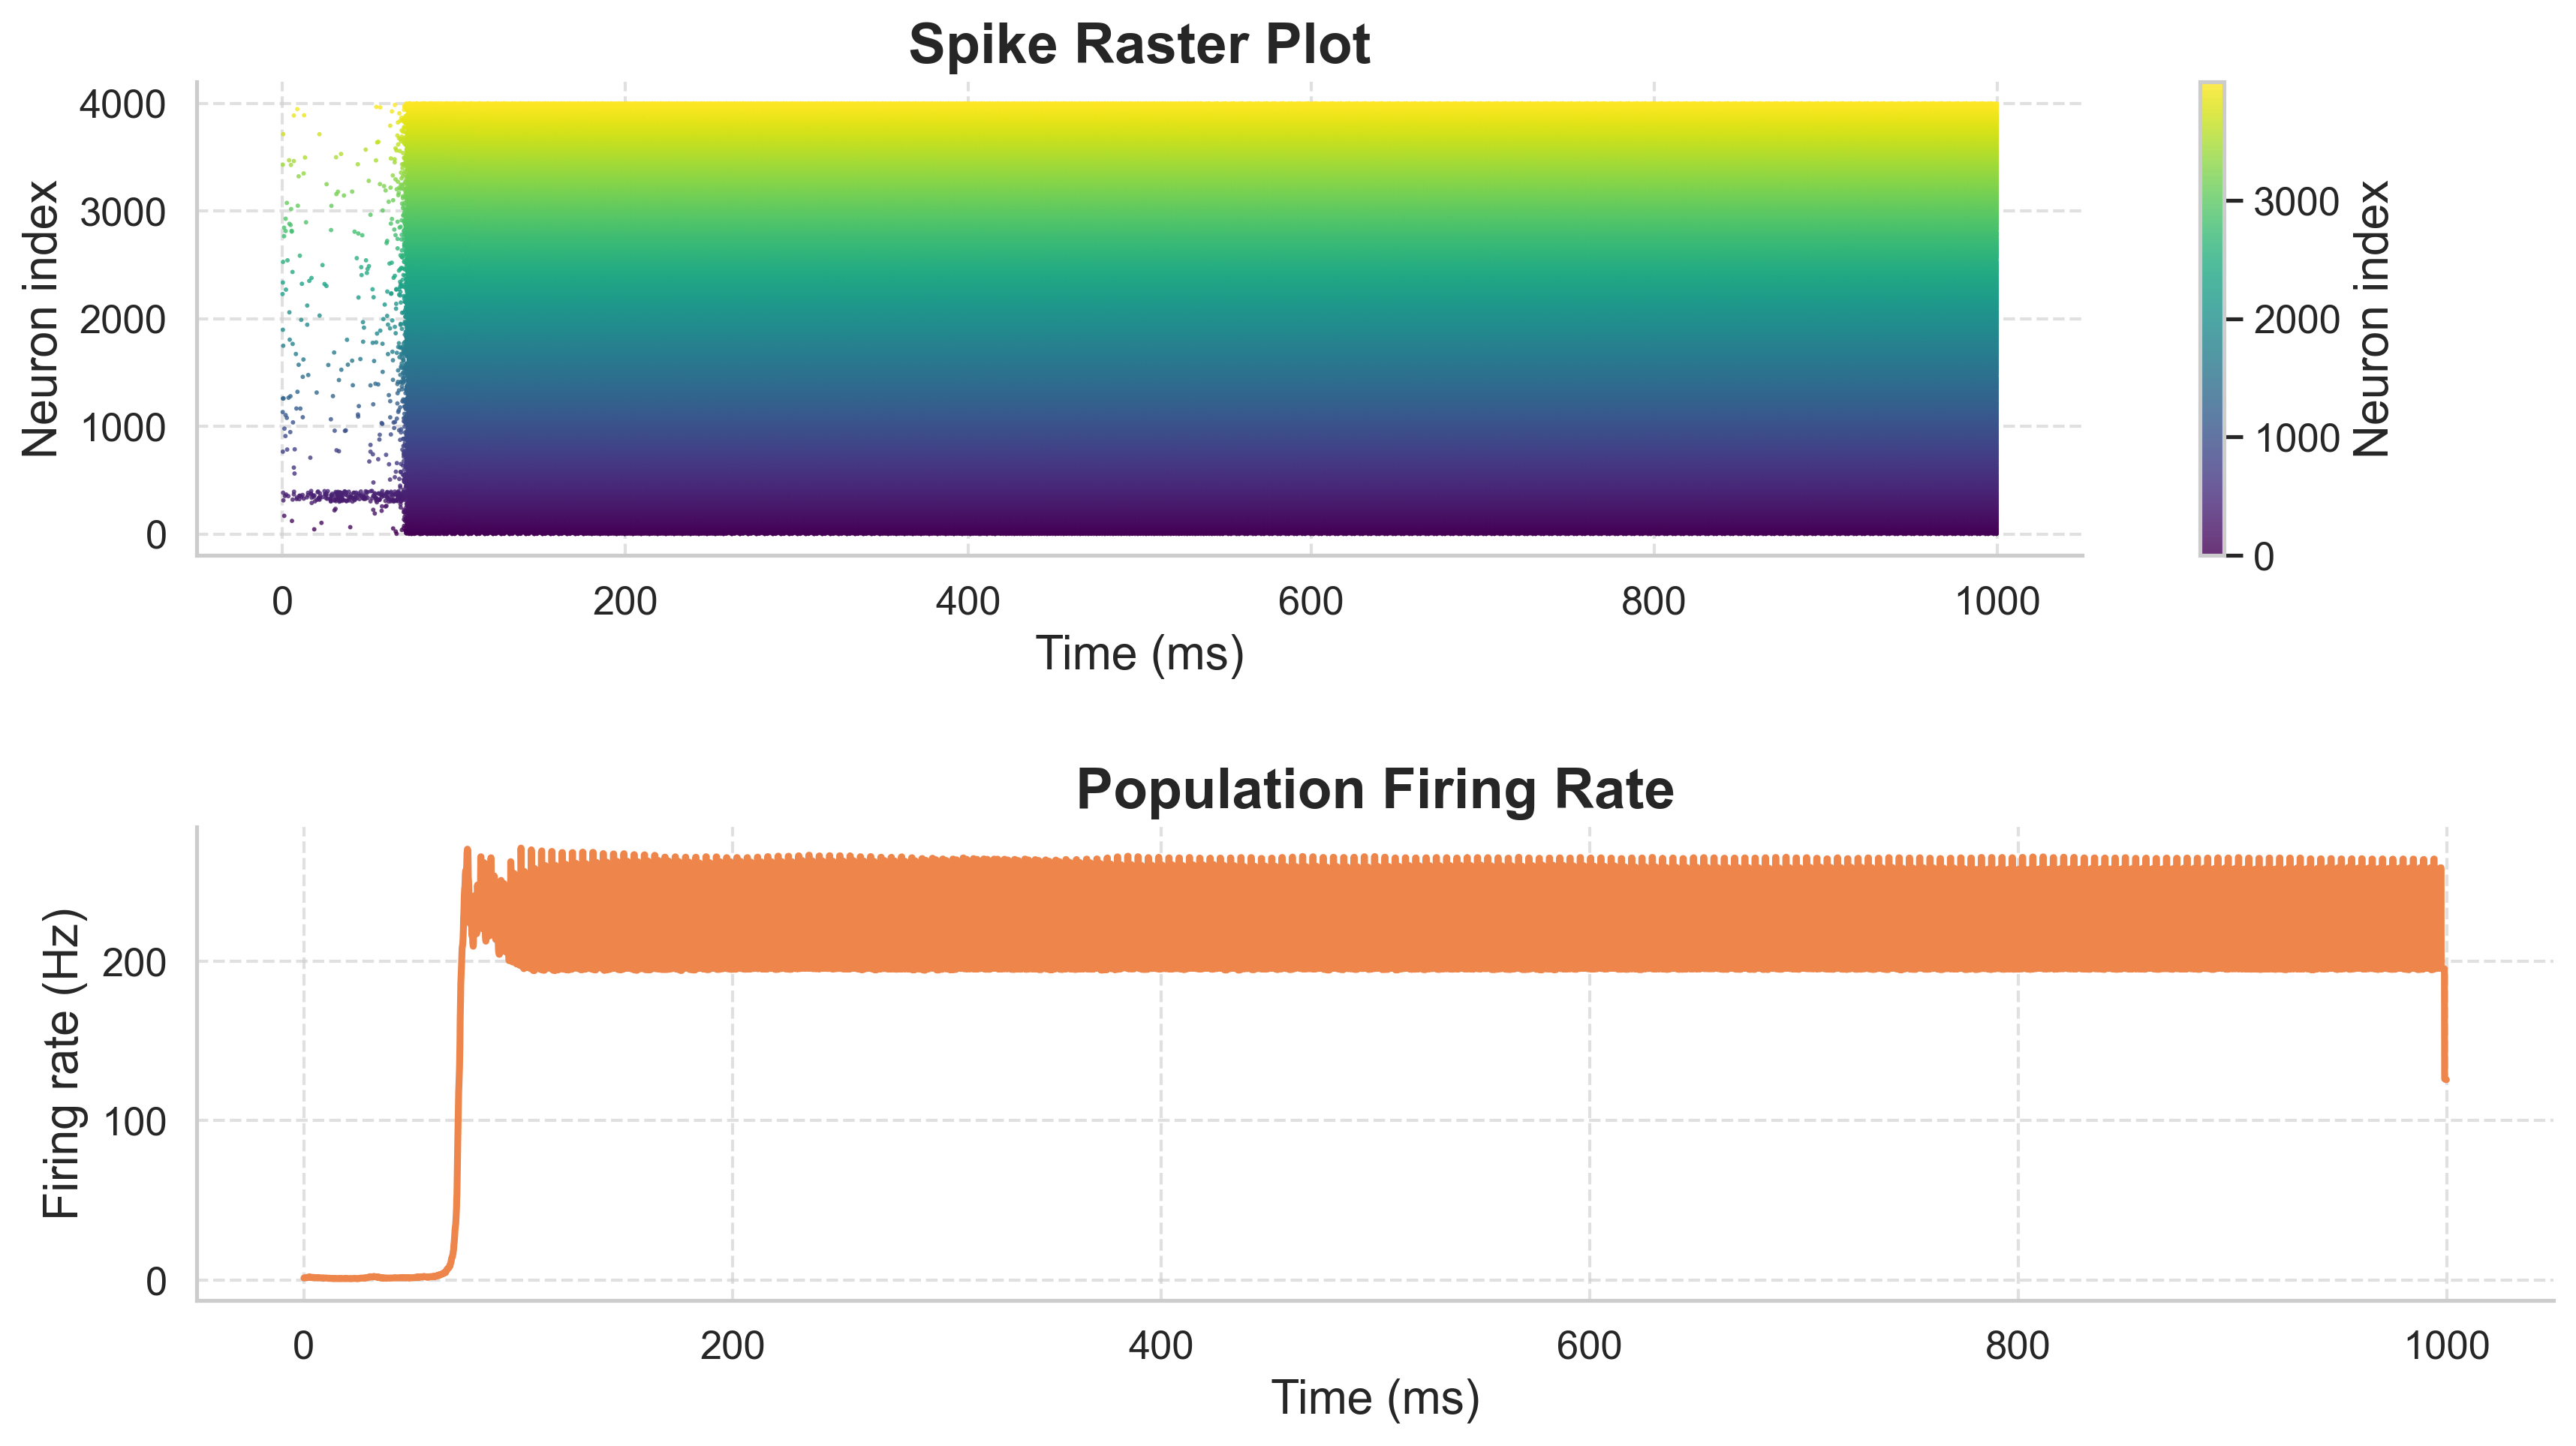 Spike Raster Plot
4000
3000
2000
1000
0
Neuron index
0 200 400 600 800 1000
Time (ms)
3000
2000
1000
0
Neuron index
Population Firing Rate
200
100
0
Firing rate (Hz)
0 200 400 600 800 1000
Time (ms)